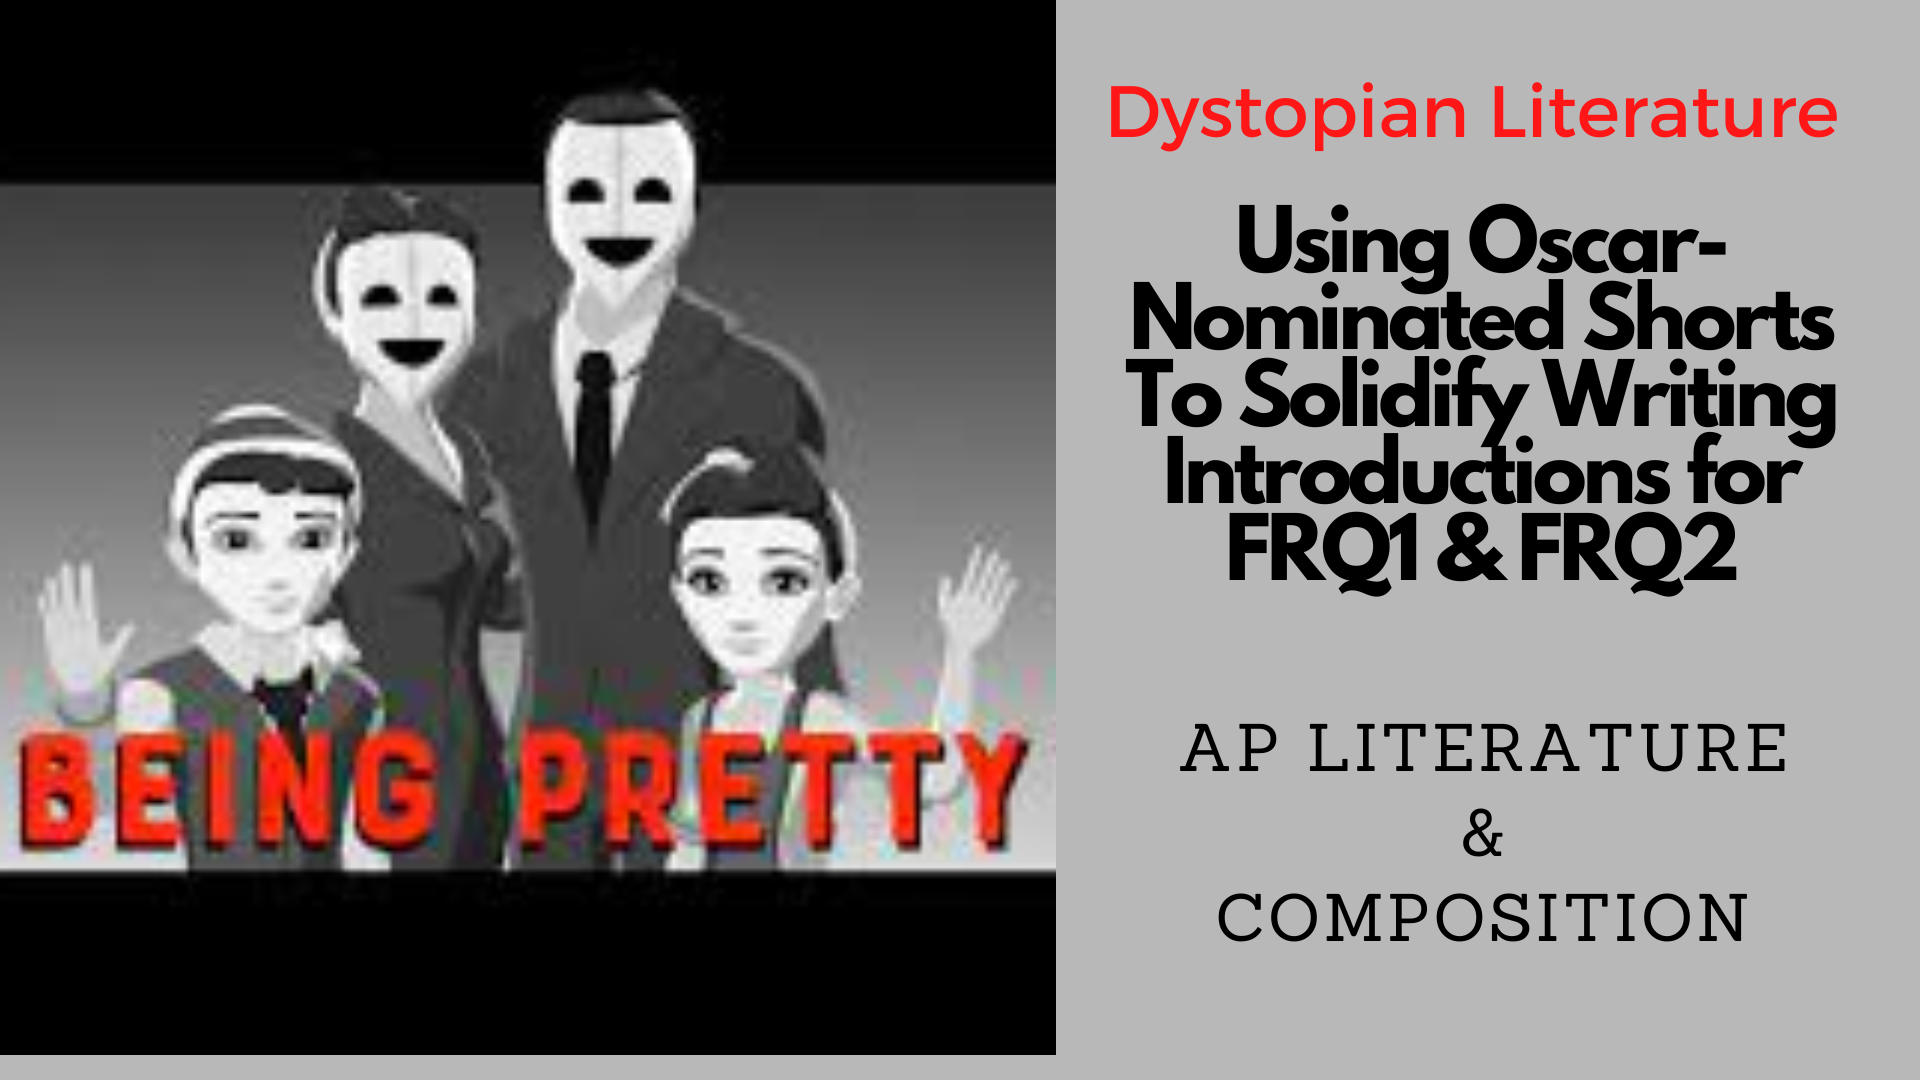 BEING PRETTY
Dystopian Literature
Using Oscar-
Nominated Shorts
To Solidify Writing
Introductions for
FRQ1 & FRQ2
AP LITERATURE
&
COMPOSITION